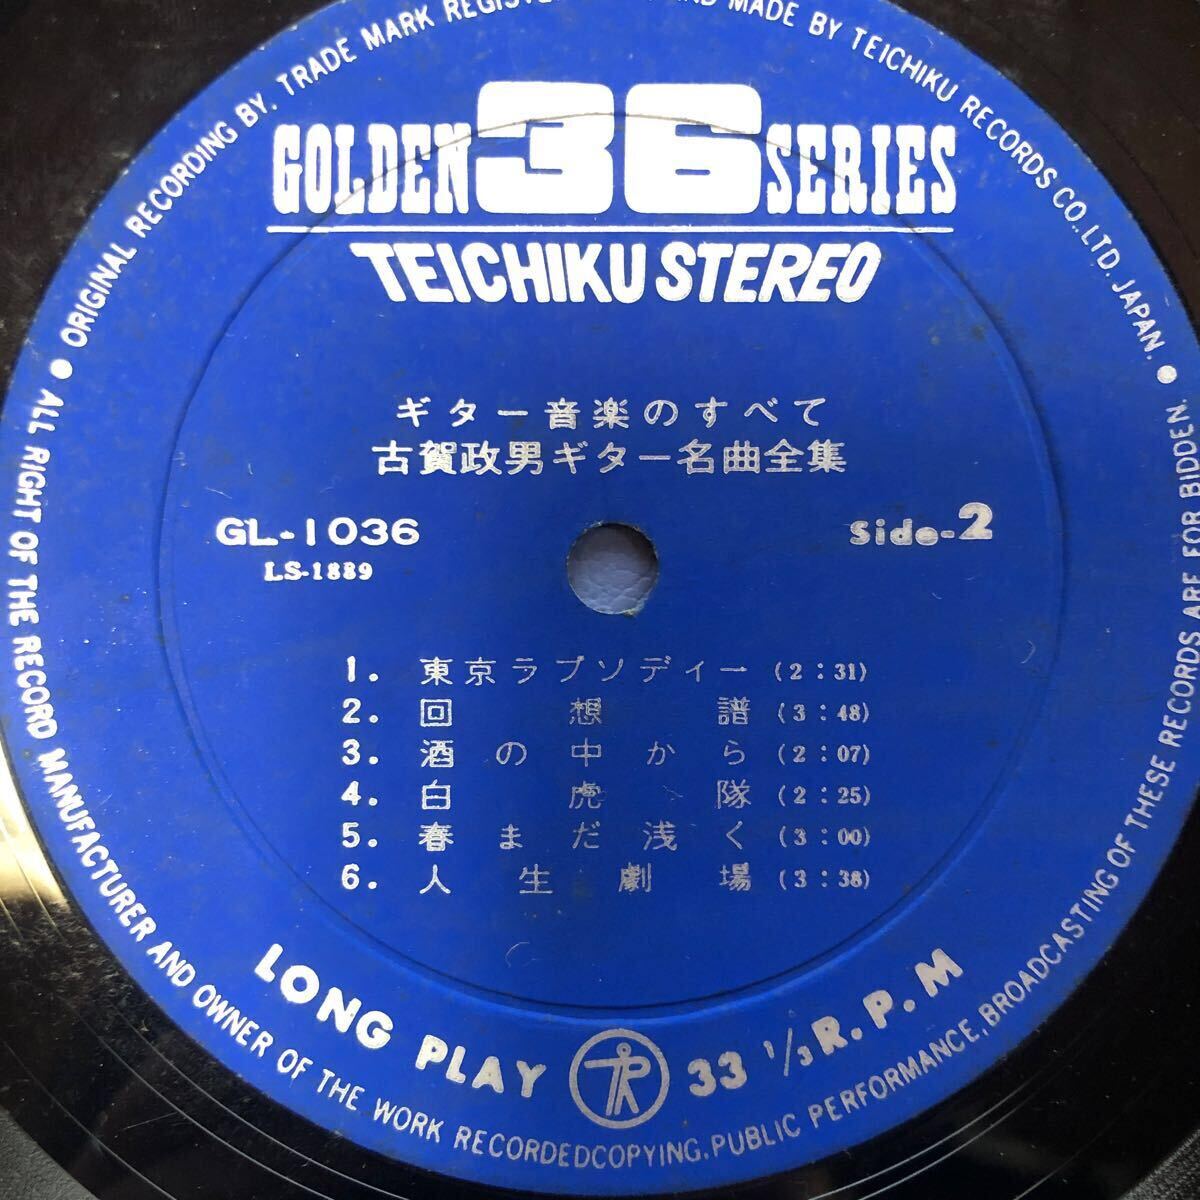 ORIGINAL RECORDING BY. TRADE MARK REGISTER
AND MADE BY TEICHIKU RECORDS CO.,LTD. JAPAN.
GOLDEN 36 SERIES
TEICHIKU STEREO
ギター音楽のすべて
古賀政男ギター名曲全集
GL-1036
LS-1889
Side-2
1. 東京ラプソディー (2:31)
2. 回想譜 (3:48)
3. 酒の中から (2:07)
4. 白虎隊 (2:25)
5. 春まだ浅く (3:00)
6. 人生劇場 (3:38)
LONG PLAY TR 33 1/3 R.P.M
ALL RIGHT OF THE RECORD MANUFACTURER AND OWNER OF THE WORK RECORDEDCOPYING.PUBLIC PERFORMANCE,BROADCASTING OF THESE RECORDS ARE FOR BIDDEN.